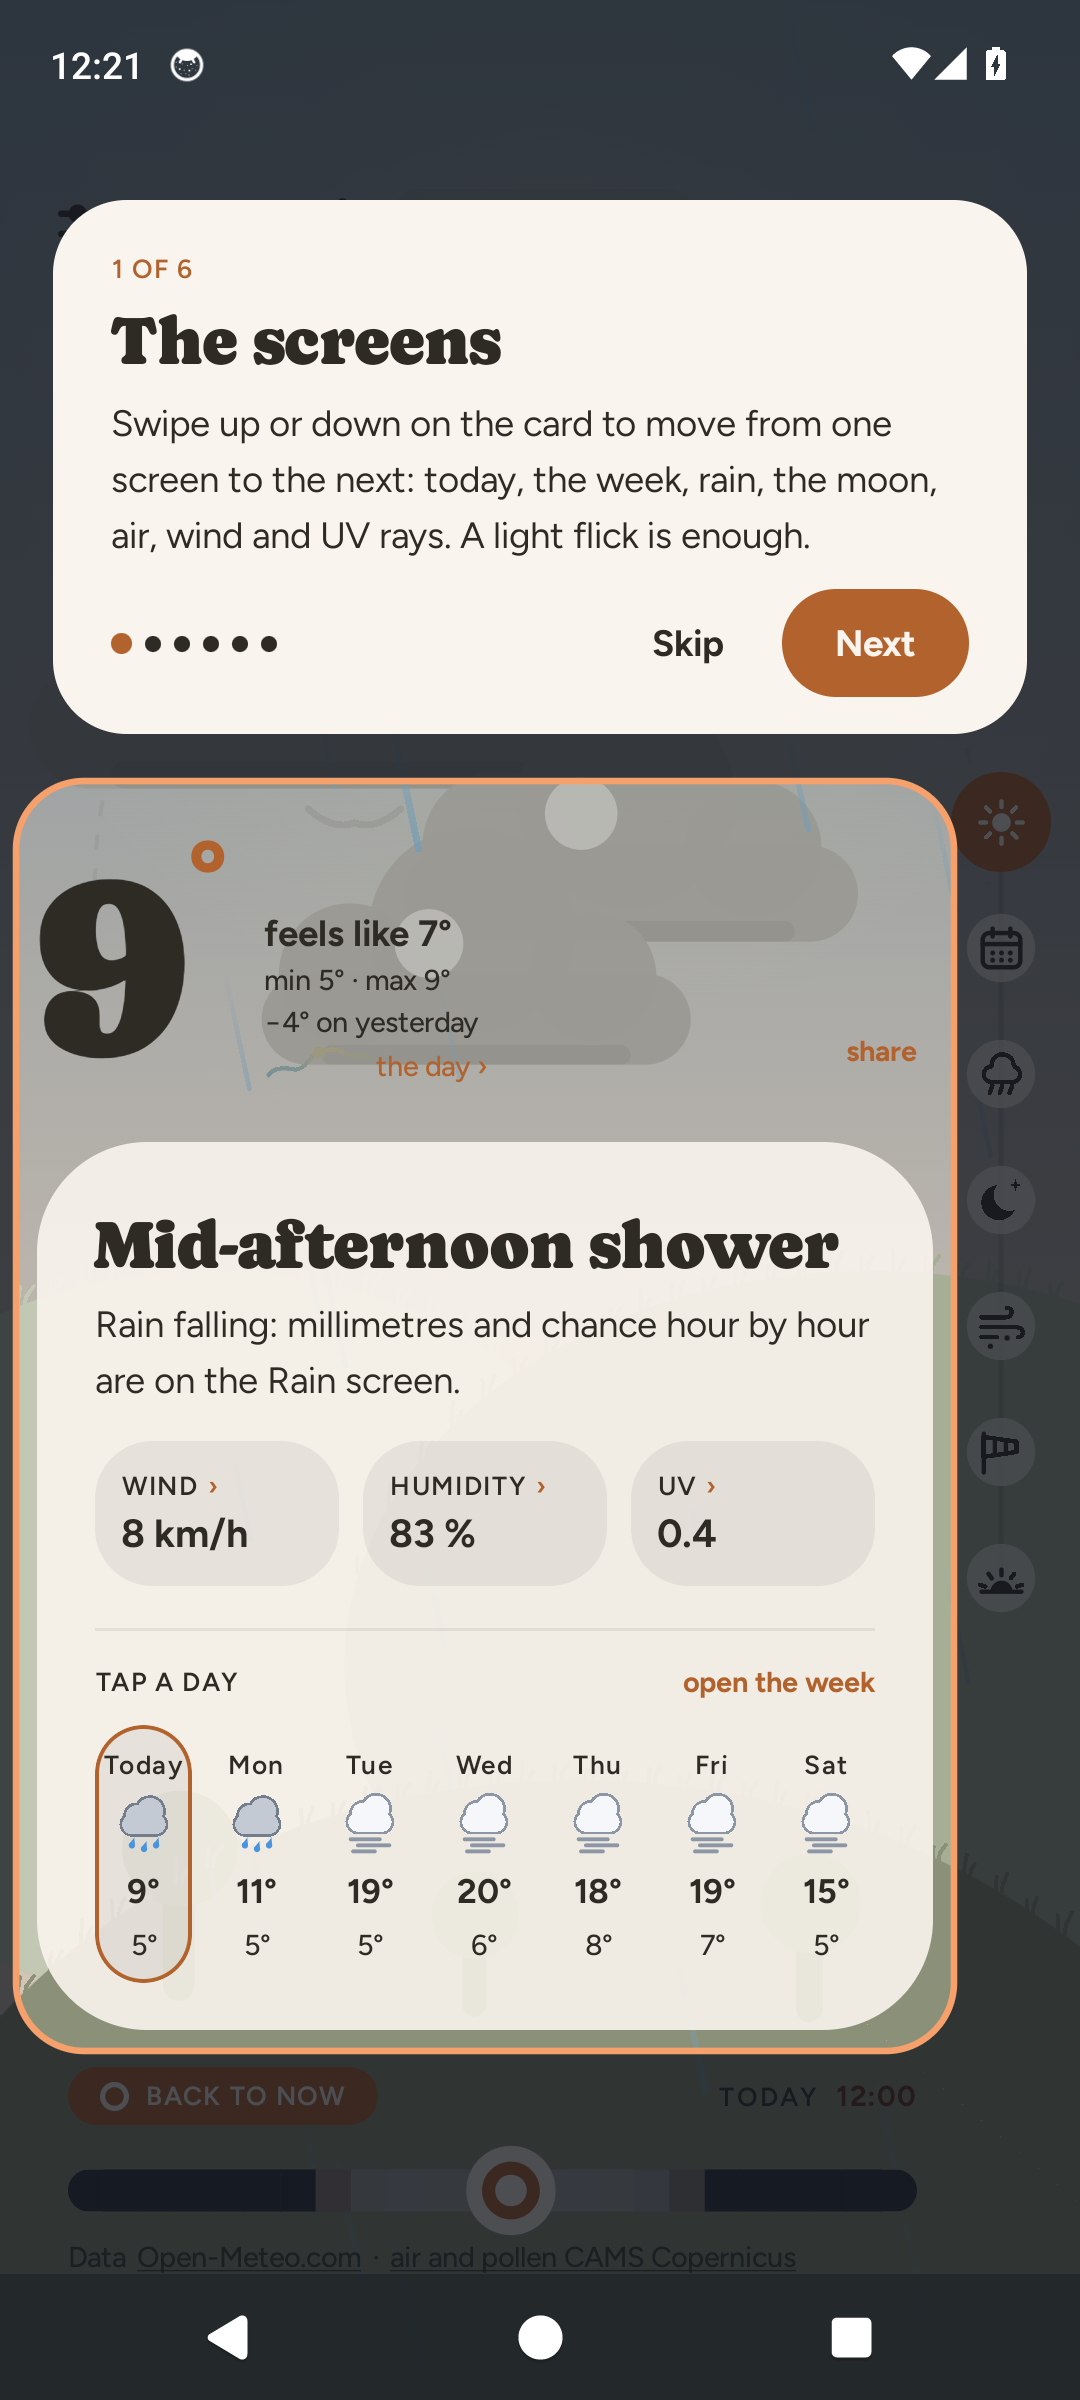 12:21
1 OF 6
The screens
Swipe up or down on the card to move from one
screen to the next: today, the week, rain, the moon,
air, wind and UV rays. A light flick is enough.
Skip
Next
9°
feels like 7°
min 5° · max 9°
−4° on yesterday
the day ›
share
Mid-afternoon shower
Rain falling: millimetres and chance hour by hour
are on the Rain screen.
WIND ›
8 km/h
HUMIDITY ›
83 %
UV ›
0.4
TAP A DAY
open the week
Today Mon Tue Wed Thu Fri Sat
9° 11° 19° 20° 18° 19° 15°
5° 5° 5° 6° 8° 7° 5°
BACK TO NOW
TODAY 12:00
Data Open-Meteo.com · air and pollen CAMS Copernicus